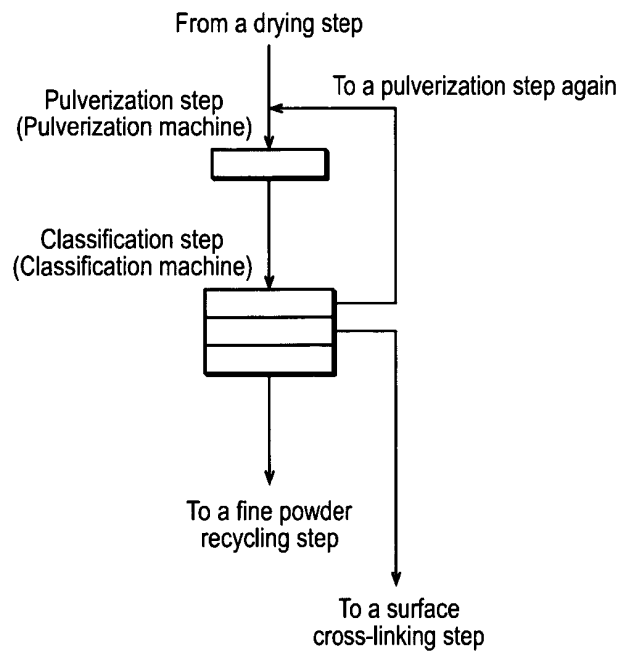 From a drying step
To a pulverization step again
Pulverization step
(Pulverization machine)
Classification step
(Classification machine)
To a fine powder
recycling step
To a surface
cross-linking step